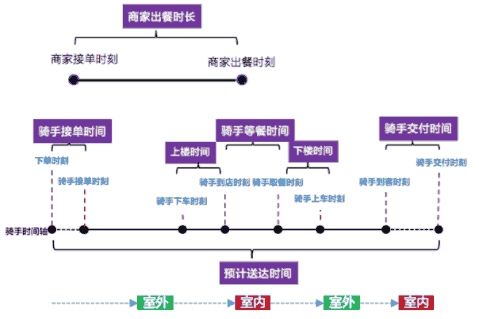 商家出餐时长
商家接单时刻
商家出餐时刻
骑手接单时间
骑手等餐时间
骑手交付时间
上楼时间
下楼时间
下单时刻
骑手接单时刻
骑手下车时刻
骑手到店时刻
骑手取餐时刻
骑手上车时刻
骑手到客时刻
骑手交付时刻
骑手时间轴
预计送达时间
室外
室内
室外
室内